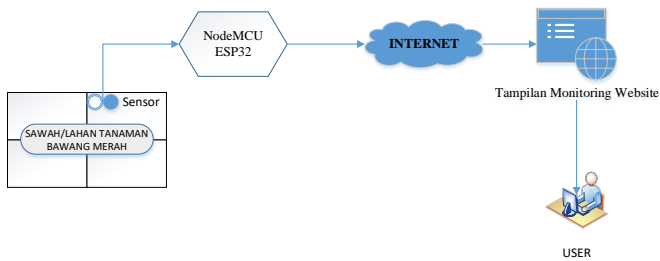 NodeMCU
ESP32
INTERNET
Tampilan Monitoring Website
Sensor
SAWAH/LAHAN TANAMAN
BAWANG MERAH
USER